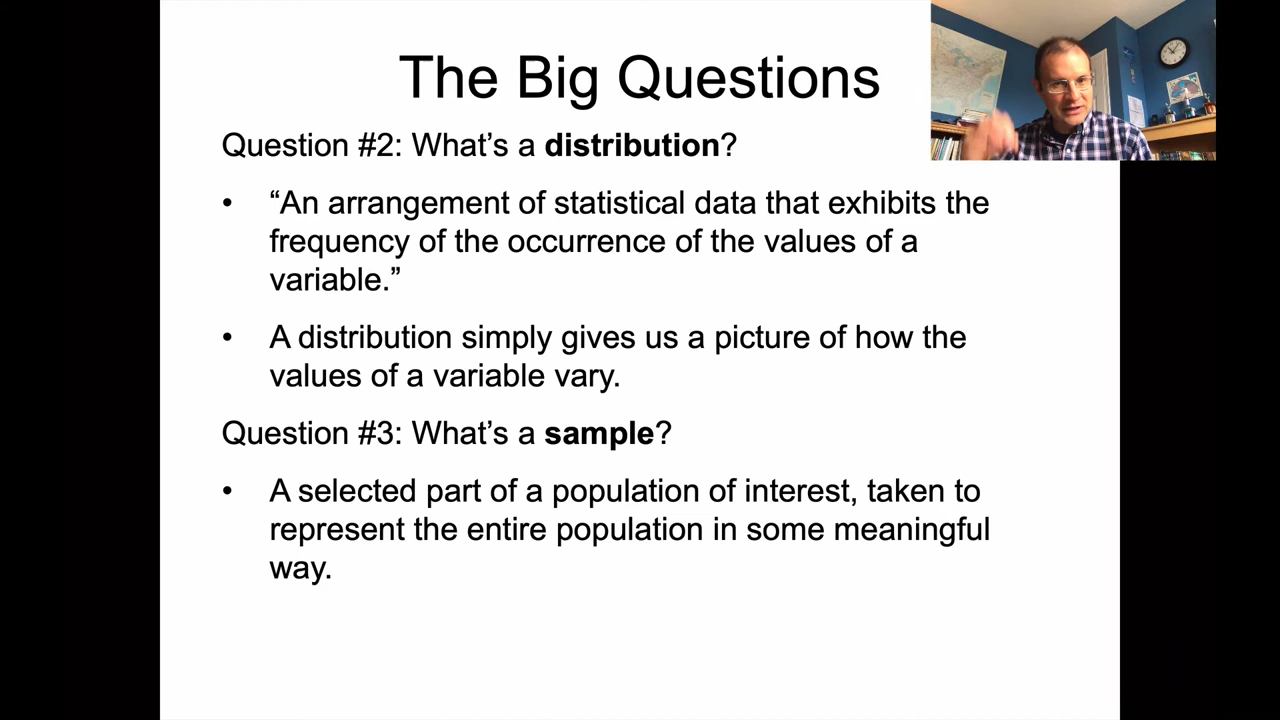 The Big Questions
Question #2: What’s a distribution?
• “An arrangement of statistical data that exhibits the
frequency of the occurrence of the values of a
variable.”
• A distribution simply gives us a picture of how the
values of a variable vary.
Question #3: What’s a sample?
• A selected part of a population of interest, taken to
represent the entire population in some meaningful
way.